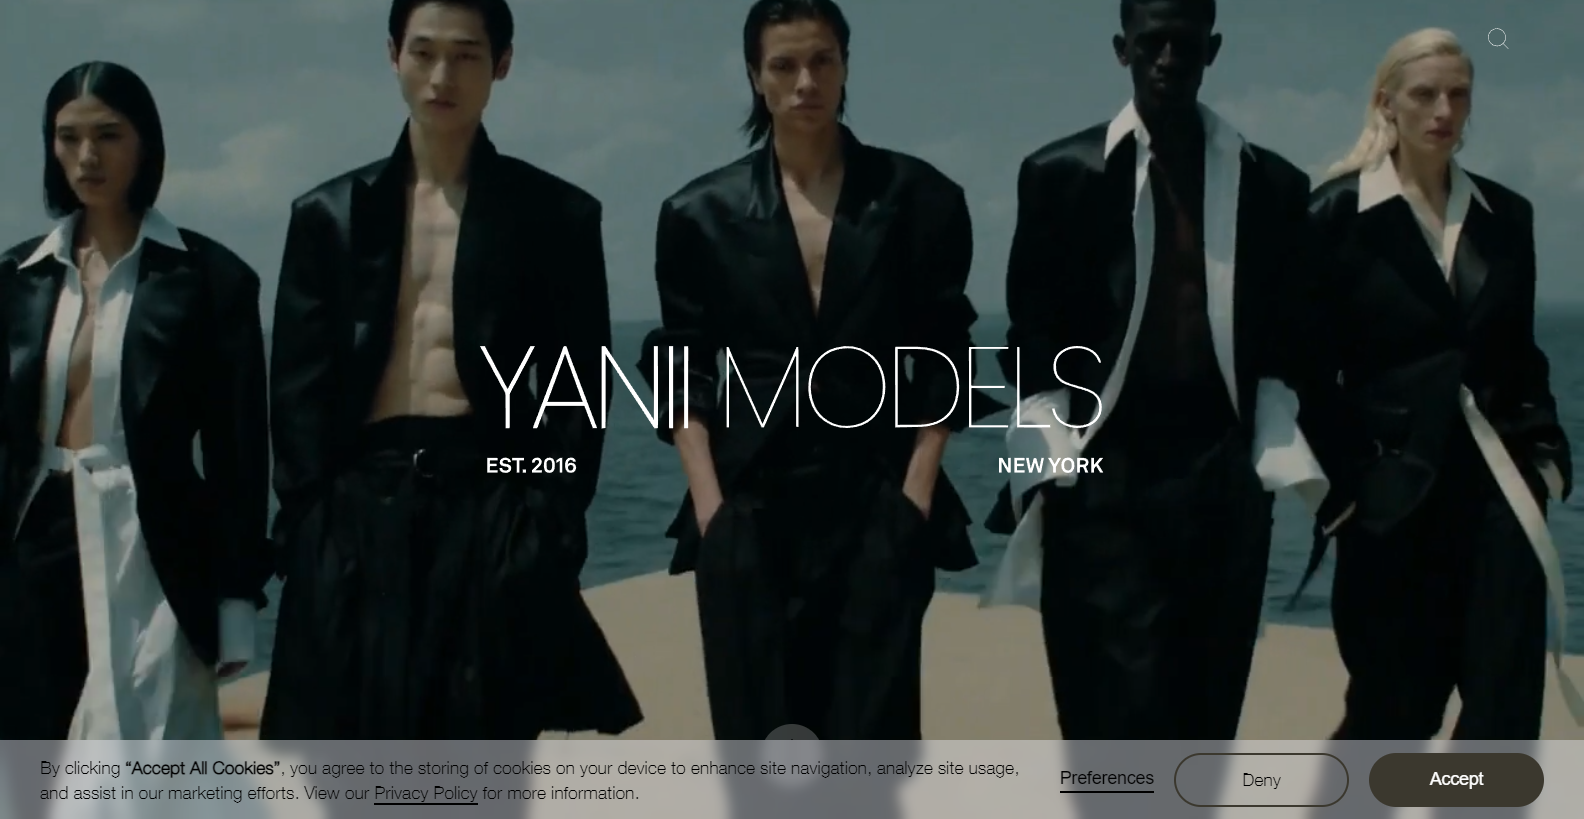 YANII MODELS
EST. 2016 NEW YORK
By clicking “Accept All Cookies”, you agree to the storing of cookies on your device to enhance site navigation, analyze site usage,
and assist in our marketing efforts. View our Privacy Policy for more information.
Preferences
Deny
Accept